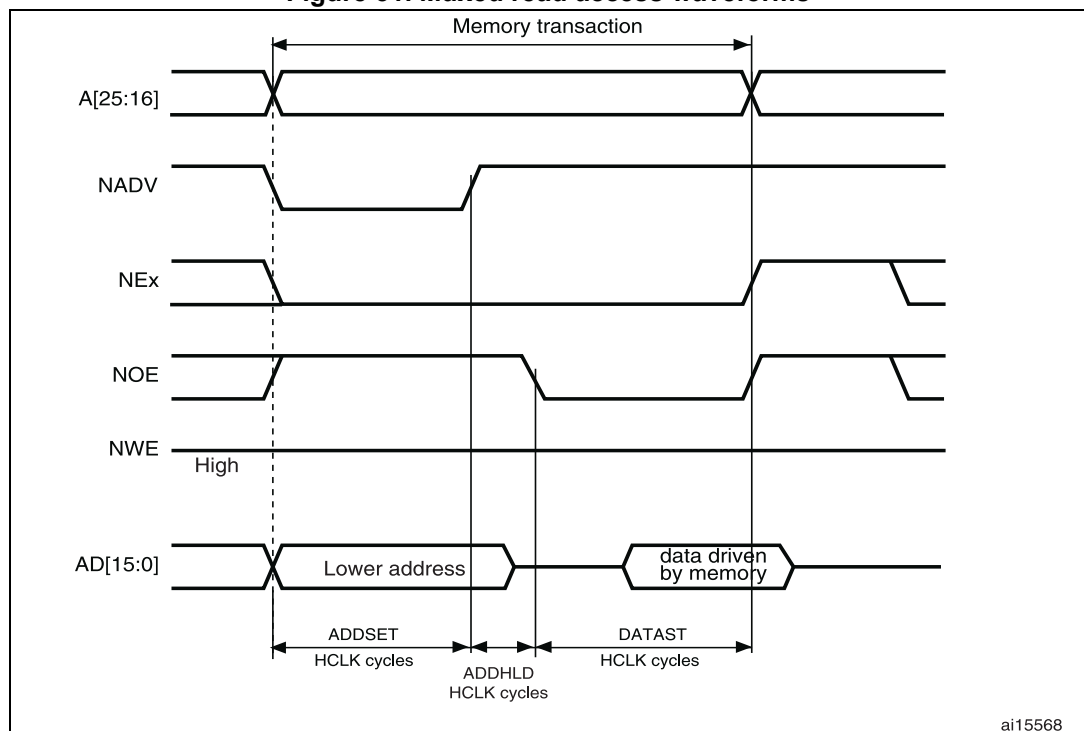 Memory transaction
A[25:16]
NADV
NEx
NOE
NWE
High
AD[15:0]
Lower address
data driven
by memory
ADDSET
HCLK cycles
ADDHLD
HCLK cycles
DATAST
HCLK cycles
ai15568